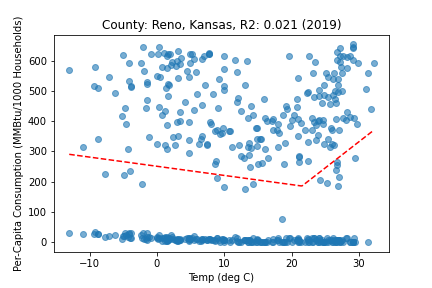 County: Reno, Kansas, R2: 0.021 (2019)
Per-Capita Consumption (MMBtu/1000 Households)
600
500
400
300
200
100
0
−10 0 10 20 30
Temp (deg C)